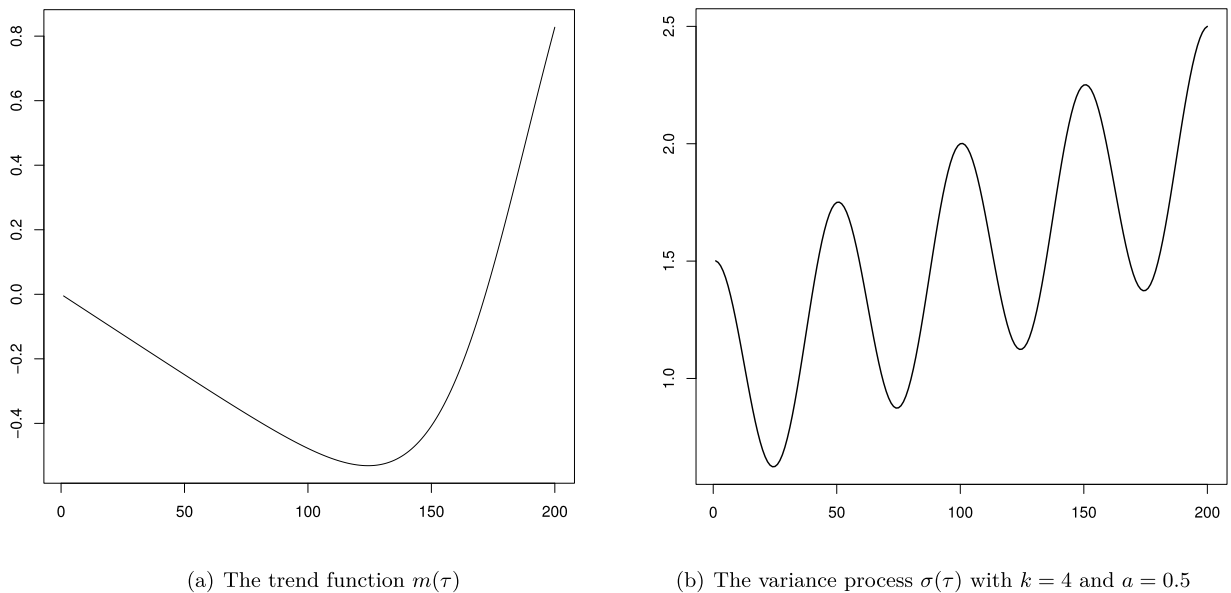 0.8
0.6
0.4
0.2
0.0
−0.2
−0.4
0 50 100 150 200
(a) The trend function m(τ)
2.5
2.0
1.5
1.0
0 50 100 150 200
(b) The variance process σ(τ) with k = 4 and a = 0.5